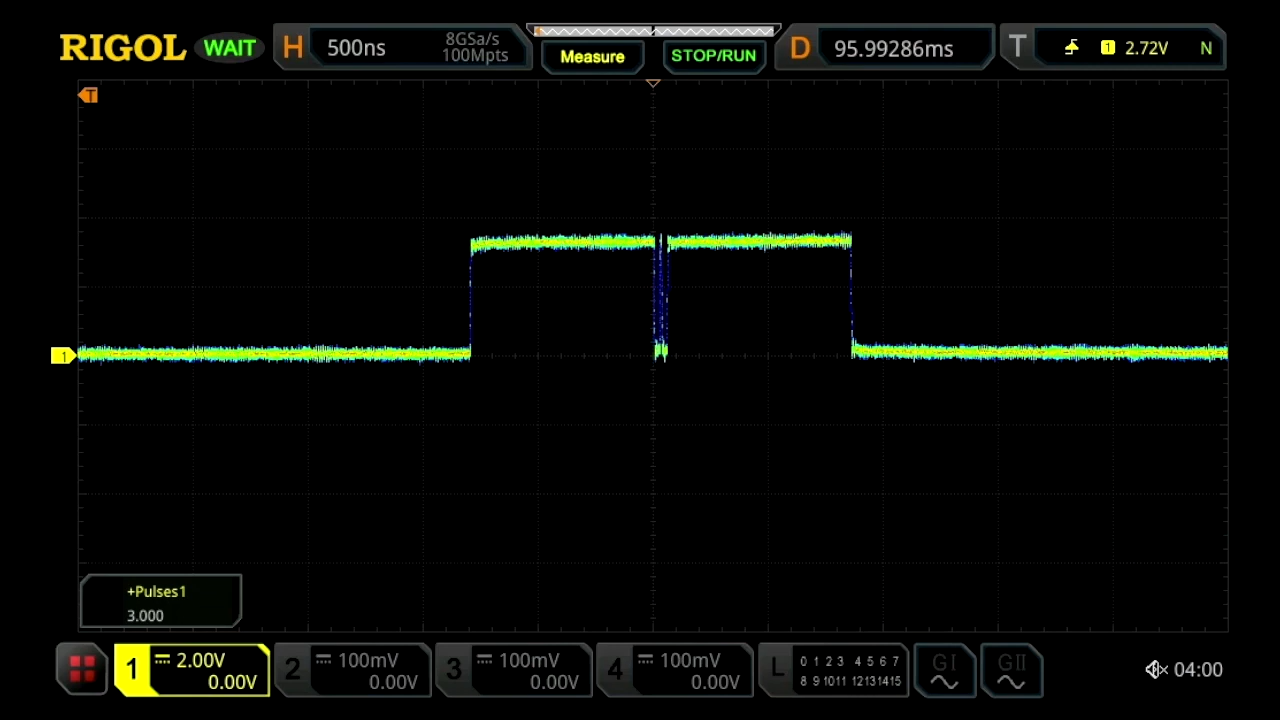 RIGOL WAIT H 500ns 8GSa/s 100Mpts Measure STOP/RUN D 95.99286ms T 1 2.72V N
T
1
+Pulses1
3.000
1 2.00V 0.00V 2 100mV 0.00V 3 100mV 0.00V 4 100mV 0.00V L 0 1 2 3 4 5 6 7 8 9 10 11 12 13 14 15 GI GII 04:00